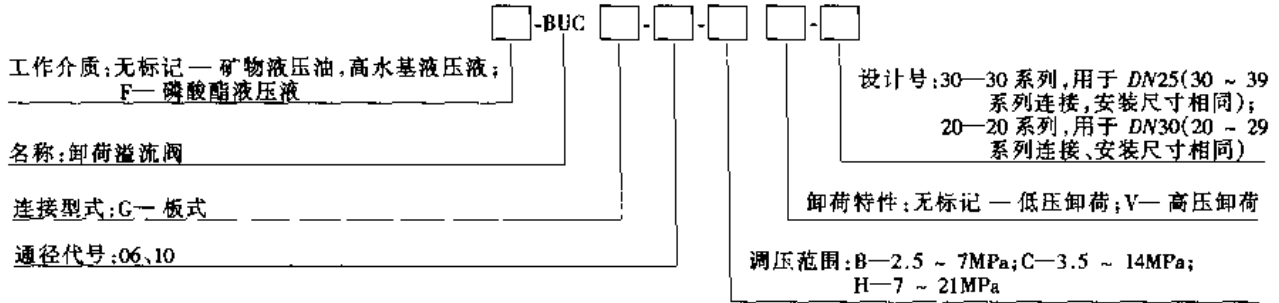 -BUC - - -
工作介质:无标记 — 矿物液压油,高水基液压液;
F— 磷酸酯液压液
名称:卸荷溢流阀
连接型式:G— 板式
通径代号:06、10
设计号:30—30 系列,用于 DN25(30 ~ 39
系列连接,安装尺寸相同);
20—20 系列,用于 DN30(20 ~ 29
系列连接、安装尺寸相同)
卸荷特性:无标记 — 低压卸荷;V— 高压卸荷
调压范围:B—2.5 ~ 7MPa;C—3.5 ~ 14MPa;
H—7 ~ 21MPa